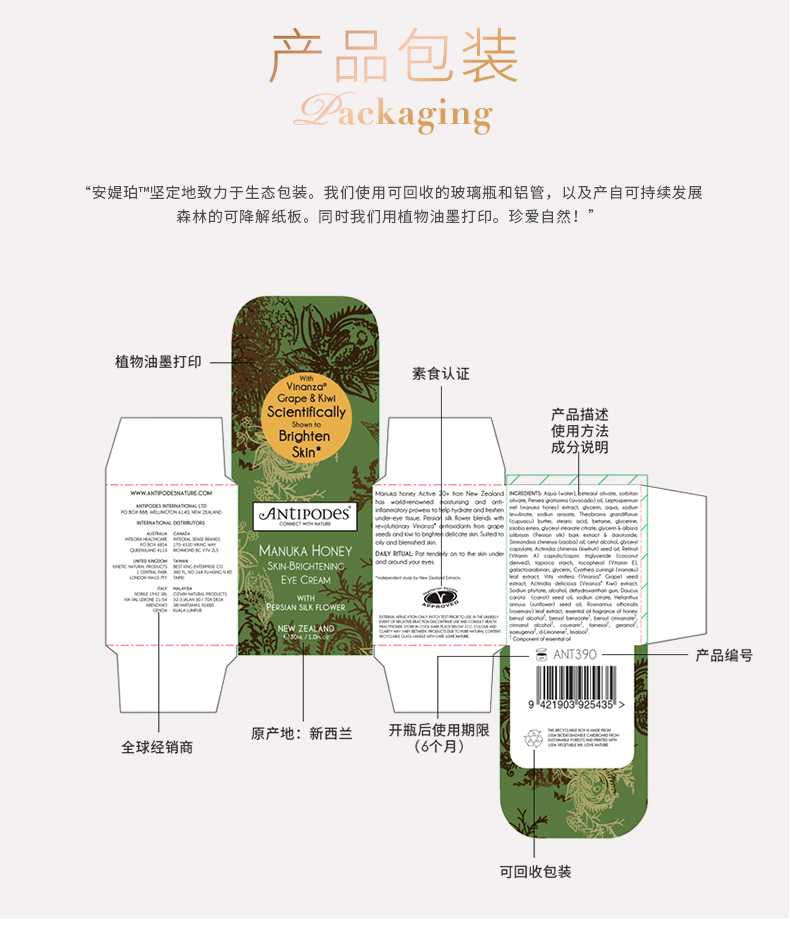 产品包装
Packaging
“安媞珀™坚定地致力于生态包装。我们使用可回收的玻璃瓶和铝管，以及产自可持续发展
森林的可降解纸板。同时我们用植物油墨打印。珍爱自然！”
植物油墨打印
素食认证
产品描述
使用方法
成分说明
With
Vinanza®
Grape & Kiwi
Scientifically
Shown to
Brighten
Skin*
WWW.ANTIPODESNATURE.COM
ANTIPODES INTERNATIONAL LTD
PO BOX 888, WELLINGTON 6140, NEW ZEALAND
INTERNATIONAL DISTRIBUTORS
AUSTRALIA
INTEGRIA HEALTHCARE
PO BOX 4854
QUEENSLAND 4113
CANADA
INTEGRAL SENSE BRANDS
170-4320 VIKING WAY
RICHMOND BC V7V 2L5
UNITED KINGDOM
KINETIC NATURAL PRODUCTS
1 CENTRAL PARK
LONDON NW10 7FY
TAIWAN
BEST KING ENTERPRISE CO
3RD FL, NO 168 FU-HSING N RD
TAIPEI
ITALY
NOBILE 1942 SRL
VIA VAL LERONE 21-54
ARENZANO
GENOA
MALAYSIA
OZWIN NATURAL PRODUCTS
32-2 JALAN 30 / 70A DESA
SRI HARTAMAS 50480
KUALA LUMPUR
ANTIPODES®
CONNECT WITH NATURE
MANUKA HONEY
SKIN-BRIGHTENING
EYE CREAM
WITH
PERSIAN SILK FLOWER
NEW ZEALAND
℮ 30mL / 1.0fl oz
Manuka honey Active 20+ from New Zealand
has world-renowned moisturising and anti-
inflammatory prowess to help hydrate and freshen
under-eye tissue. Persian silk flower blends with
revolutionary Vinanza® antioxidants from grape
seeds and kiwi to brighten delicate skin. Suited to
oily and blemished skin.
DAILY RITUAL: Pat tenderly on to the skin under
and around your eyes.
*Independent study by New Zealand Extracts.
APPROVED
EXTERNAL APPLICATION ONLY. PATCH TEST PRIOR TO USE. IN THE UNLIKELY
EVENT OF NEGATIVE REACTION DISCONTINUE USE AND CONSULT HEALTH
PRACTITIONER. STORE IN COOL DARK PLACE BELOW 25°C. COLOUR AND
CLARITY MAY VARY BETWEEN PRODUCTS DUE TO PURE NATURAL CONTENT.
RECYCLABLE GLASS. HANDLE WITH CARE. LOVE NATURE.
INGREDIENTS: Aqua (water), cetearyl olivate, sorbitan
olivate, Persea gratissima (avocado) oil, Leptospermum
mel (manuka honey) extract, glycerin, aqua, sodium
levulinate, sodium anisate, Theobroma grandiflorum
(cupuacu) butter, stearic acid, betaine, glycerine,
jojoba esters, glyceryl stearate citrate, glycerin & albizia
julibrissin (Persian silk) bark extract & darutoside,
Simmondsia chinensis (jojoba) oil, cetyl alcohol, glyceryl
caprylate, Actinidia chinensis (kiwifruit) seed oil, Retinol
(Vitamin A) caprylic/capric triglyceride (coconut
derived), tapioca starch, tocopherol (Vitamin E),
galactoarabinan, glycerin, Cyathea cumingii (mamaku)
leaf extract, Vitis vinifera (Vinanza® Grape) seed
extract, Actinidia deliciosa (Vinanza® Kiwi) extract,
Sodium phytate, alcohol, dehydroxanthan gum, Daucus
carota (carrot) seed oil, sodium citrate, Helianthus
annuus (sunflower) seed oil, Rosmarinus officinalis
(rosemary) leaf extract, essential oil of fragrance of honey
benzyl alcohol¹, benzyl benzoate¹, benzyl cinnamate¹,
cinnamyl alcohol¹, coumarin¹, farnesol¹, geraniol¹,
isoeugenol¹, d-Limonene¹, linalool¹.
¹ Component of essential oil
ANT390
产品编号
9 421903 925435 >
THIS RECYCLABLE BOX IS MADE FROM
100% BIODEGRADABLE CARDBOARD FROM
SUSTAINABLE FORESTS AND PRINTED WITH
100% VEGETABLE INK. LOVE NATURE.
全球经销商
原产地：新西兰
开瓶后使用期限
（6个月）
可回收包装